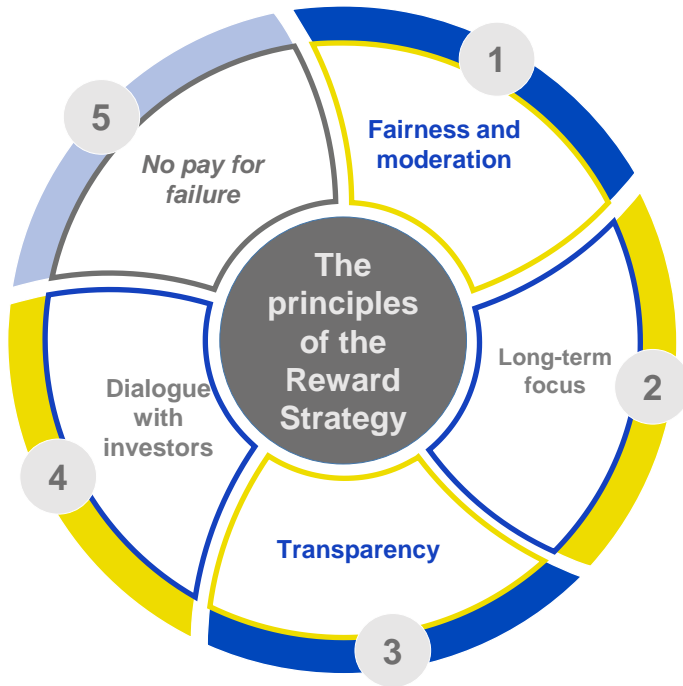 The
principles
of the
Reward
Strategy
1
Fairness and
moderation
2
Long-term
focus
3
Transparency
4
Dialogue
with
investors
5
No pay for
failure